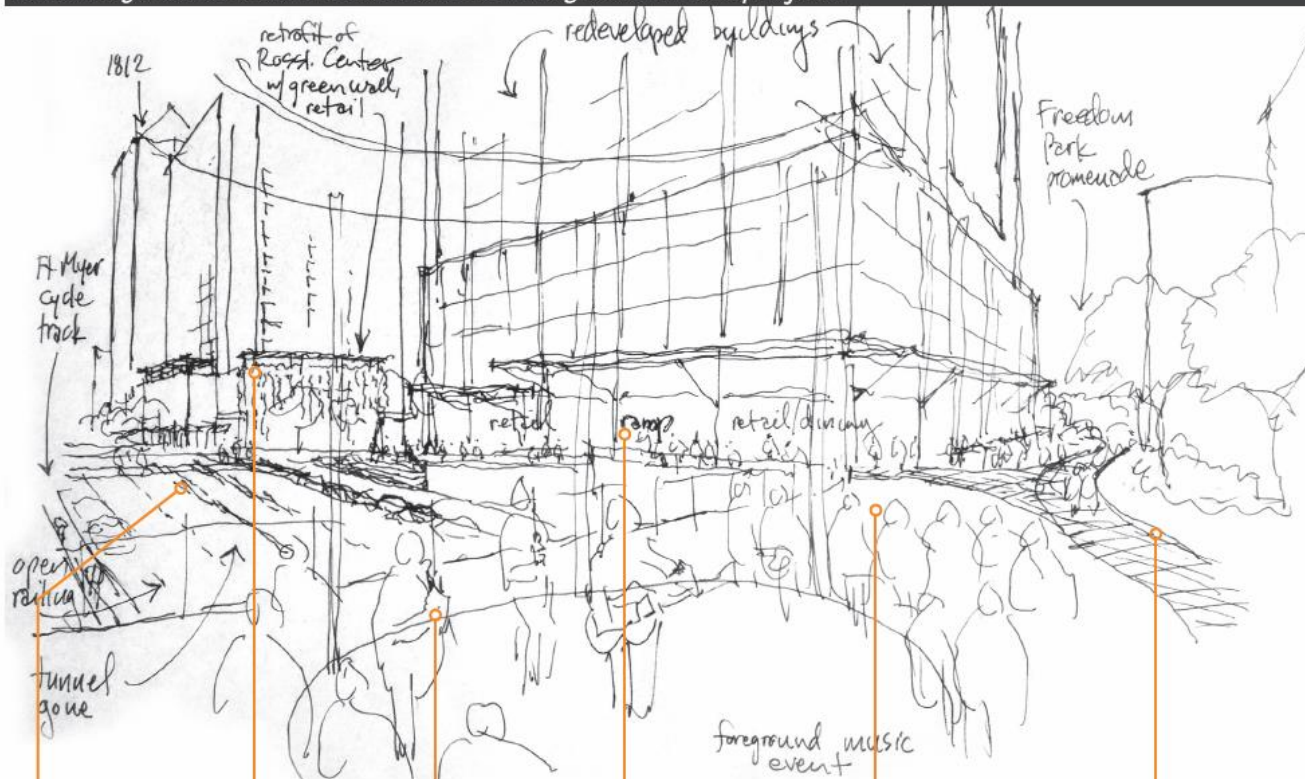 redeveloped buildings
retrofit of
Rossl. Center
w/ greenwall,
retail
1812
Freedom
Park
promenade
Ft Myer
cycle
track
retail
ramp
retail/dining
open
railing
tunnel
gone
foreground music
event